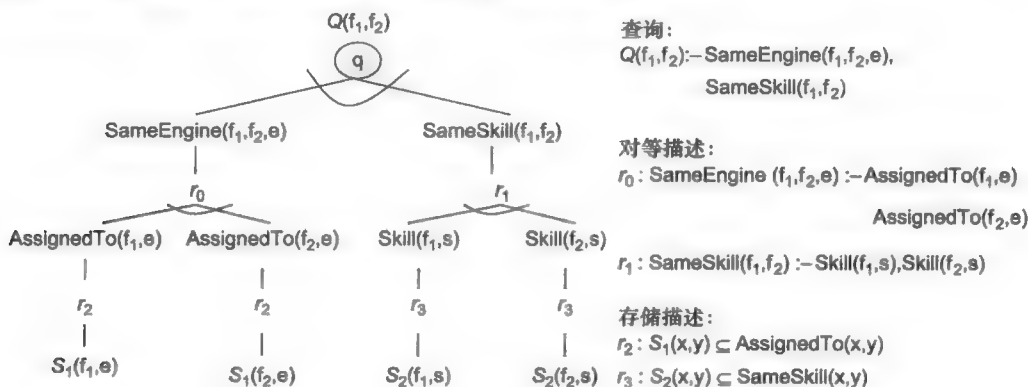 Q(f₁,f₂)
q
SameEngine(f₁,f₂,e) SameSkill(f₁,f₂)
r₀ r₁
AssignedTo(f₁,e) AssignedTo(f₂,e) Skill(f₁,s) Skill(f₂,s)
r₂ r₂ r₃ r₃
S₁(f₁,e) S₁(f₂,e) S₂(f₁,s) S₂(f₂,s)
查询:
Q(f₁,f₂):–SameEngine(f₁,f₂,e),
SameSkill(f₁,f₂)
对等描述:
r₀ : SameEngine (f₁,f₂,e) :–AssignedTo(f₁,e)
AssignedTo(f₂,e)
r₁ : SameSkill(f₁,f₂) :–Skill(f₁,s),Skill(f₂,s)
存储描述:
r₂ : S₁(x,y) ⊆ AssignedTo(x,y)
r₃ : S₂(x,y) ⊆ SameSkill(x,y)